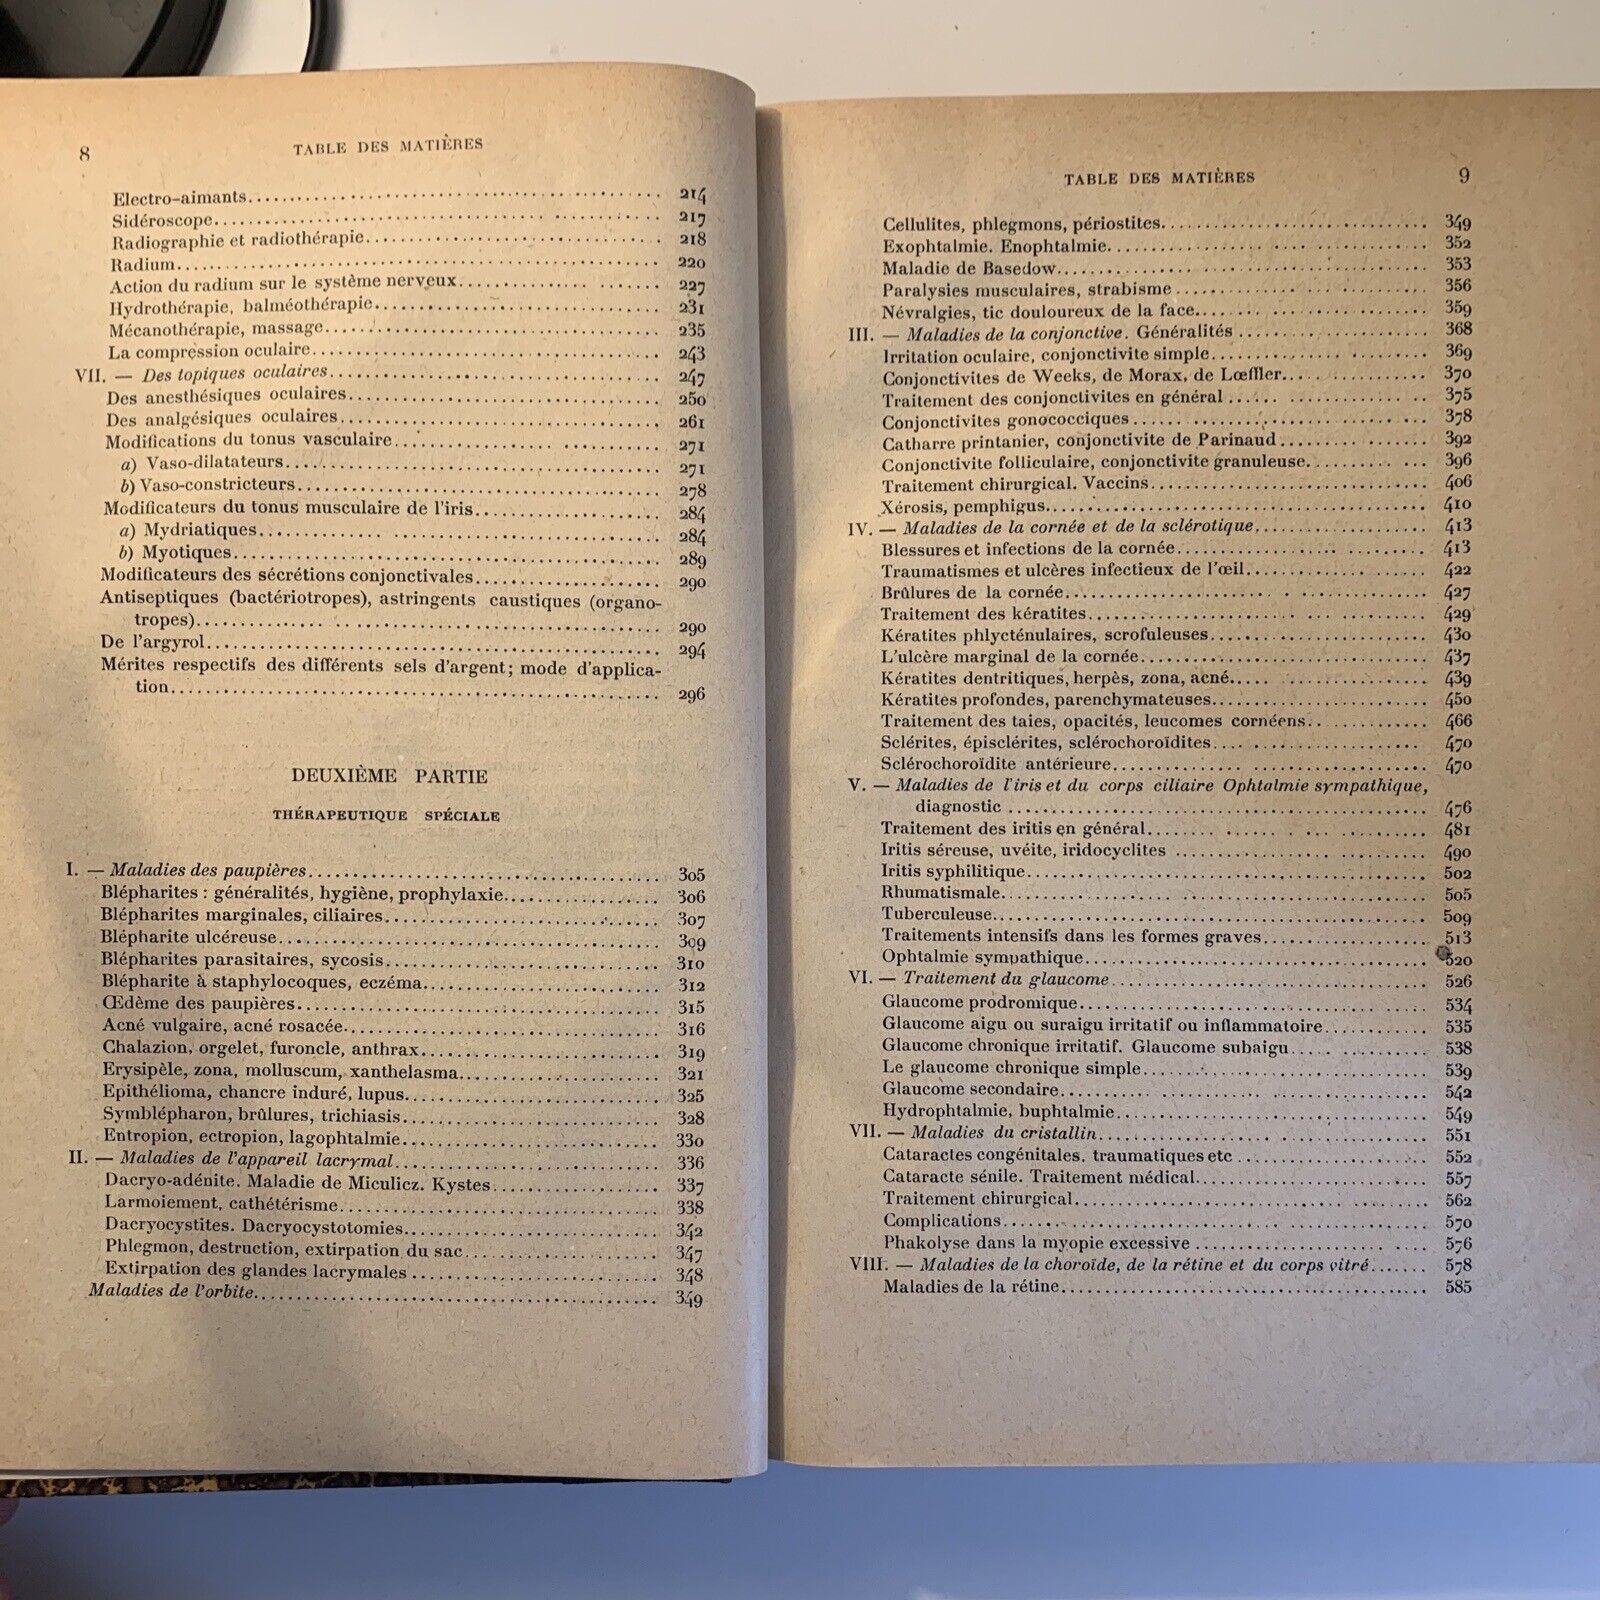 8 TABLE DES MATIÈRES
Electro-aimants........ 214
Sidéroscope........ 217
Radiographie et radiothérapie........ 218
Radium........ 220
Action du radium sur le système nerveux........ 227
Hydrothérapie, balméothérapie........ 231
Mécanothérapie, massage........ 235
La compression oculaire........ 243
VII. — Des topiques oculaires........ 247
Des anesthésiques oculaires........ 250
Des analgésiques oculaires........ 261
Modifications du tonus vasculaire........ 271
a) Vaso-dilatateurs........ 271
b) Vaso-constricteurs........ 278
Modificateurs du tonus musculaire de l'iris........ 284
a) Mydriatiques........ 284
b) Myotiques........ 289
Modificateurs des sécrétions conjonctivales........ 290
Antiseptiques (bactériotropes), astringents caustiques (organo-
tropes)........ 290
De l'argyrol........ 294
Mérites respectifs des différents sels d'argent; mode d'applica-
tion........ 296
DEUXIÈME PARTIE
THÉRAPEUTIQUE SPÉCIALE
I. — Maladies des paupières........ 305
Blépharites : généralités, hygiène, prophylaxie........ 306
Blépharites marginales, ciliaires........ 307
Blépharite ulcéreuse........ 309
Blépharites parasitaires, sycosis........ 310
Blépharite à staphylocoques, eczéma........ 312
Œdème des paupières........ 315
Acné vulgaire, acné rosacée........ 316
Chalazion, orgelet, furoncle, anthrax........ 319
Erysipèle, zona, molluscum, xanthelasma........ 321
Epithélioma, chancre induré, lupus........ 325
Symblépharon, brûlures, trichiasis........ 328
Entropion, ectropion, lagophtalmie........ 330
II. — Maladies de l'appareil lacrymal........ 336
Dacryo-adénite. Maladie de Miculicz. Kystes........ 337
Larmoiement, cathétérisme........ 338
Dacryocystites. Dacryocystotomies........ 342
Phlegmon, destruction, extirpation du sac........ 347
Extirpation des glandes lacrymales........ 348
Maladies de l'orbite........ 349
TABLE DES MATIÈRES 9
Cellulites, phlegmons, périostites........ 349
Exophtalmie. Enophtalmie........ 352
Maladie de Basedow........ 353
Paralysies musculaires, strabisme........ 356
Névralgies, tic douloureux de la face........ 359
III. — Maladies de la conjonctive. Généralités........ 368
Irritation oculaire, conjonctivite simple........ 369
Conjonctivites de Weeks, de Morax, de Lœffler........ 370
Traitement des conjonctivites en général........ 375
Conjonctivites gonococciques........ 378
Catharre printanier, conjonctivite de Parinaud........ 392
Conjonctivite folliculaire, conjonctivite granuleuse........ 396
Traitement chirurgical. Vaccins........ 406
Xérosis, pemphigus........ 410
IV. — Maladies de la cornée et de la sclérotique........ 413
Blessures et infections de la cornée........ 413
Traumatismes et ulcères infectieux de l'œil........ 422
Brûlures de la cornée........ 427
Traitement des kératites........ 429
Kératites phlycténulaires, scrofuleuses........ 430
L'ulcère marginal de la cornée........ 437
Kératites dentritiques, herpès, zona, acné........ 439
Kératites profondes, parenchymateuses........ 450
Traitement des taies, opacités, leucomes cornéens........ 466
Sclérites, épisclérites, sclérochoroïdites........ 470
Sclérochoroïdite antérieure........ 470
V. — Maladies de l'iris et du corps ciliaire Ophtalmie sympathique,
diagnostic........ 476
Traitement des iritis en général........ 481
Iritis séreuse, uvéite, iridocyclites........ 490
Iritis syphilitique........ 502
Rhumatismale........ 505
Tuberculeuse........ 509
Traitements intensifs dans les formes graves........ 513
Ophtalmie sympathique........ 520
VI. — Traitement du glaucome........ 526
Glaucome prodromique........ 534
Glaucome aigu ou suraigu irritatif ou inflammatoire........ 535
Glaucome chronique irritatif. Glaucome subaigu........ 538
Le glaucome chronique simple........ 539
Glaucome secondaire........ 542
Hydrophtalmie, buphtalmie........ 549
VII. — Maladies du cristallin........ 551
Cataractes congénitales, traumatiques etc........ 552
Cataracte sénile. Traitement médical........ 557
Traitement chirurgical........ 562
Complications........ 570
Phakolyse dans la myopie excessive........ 576
VIII. — Maladies de la choroïde, de la rétine et du corps vitré........ 578
Maladies de la rétine........ 585